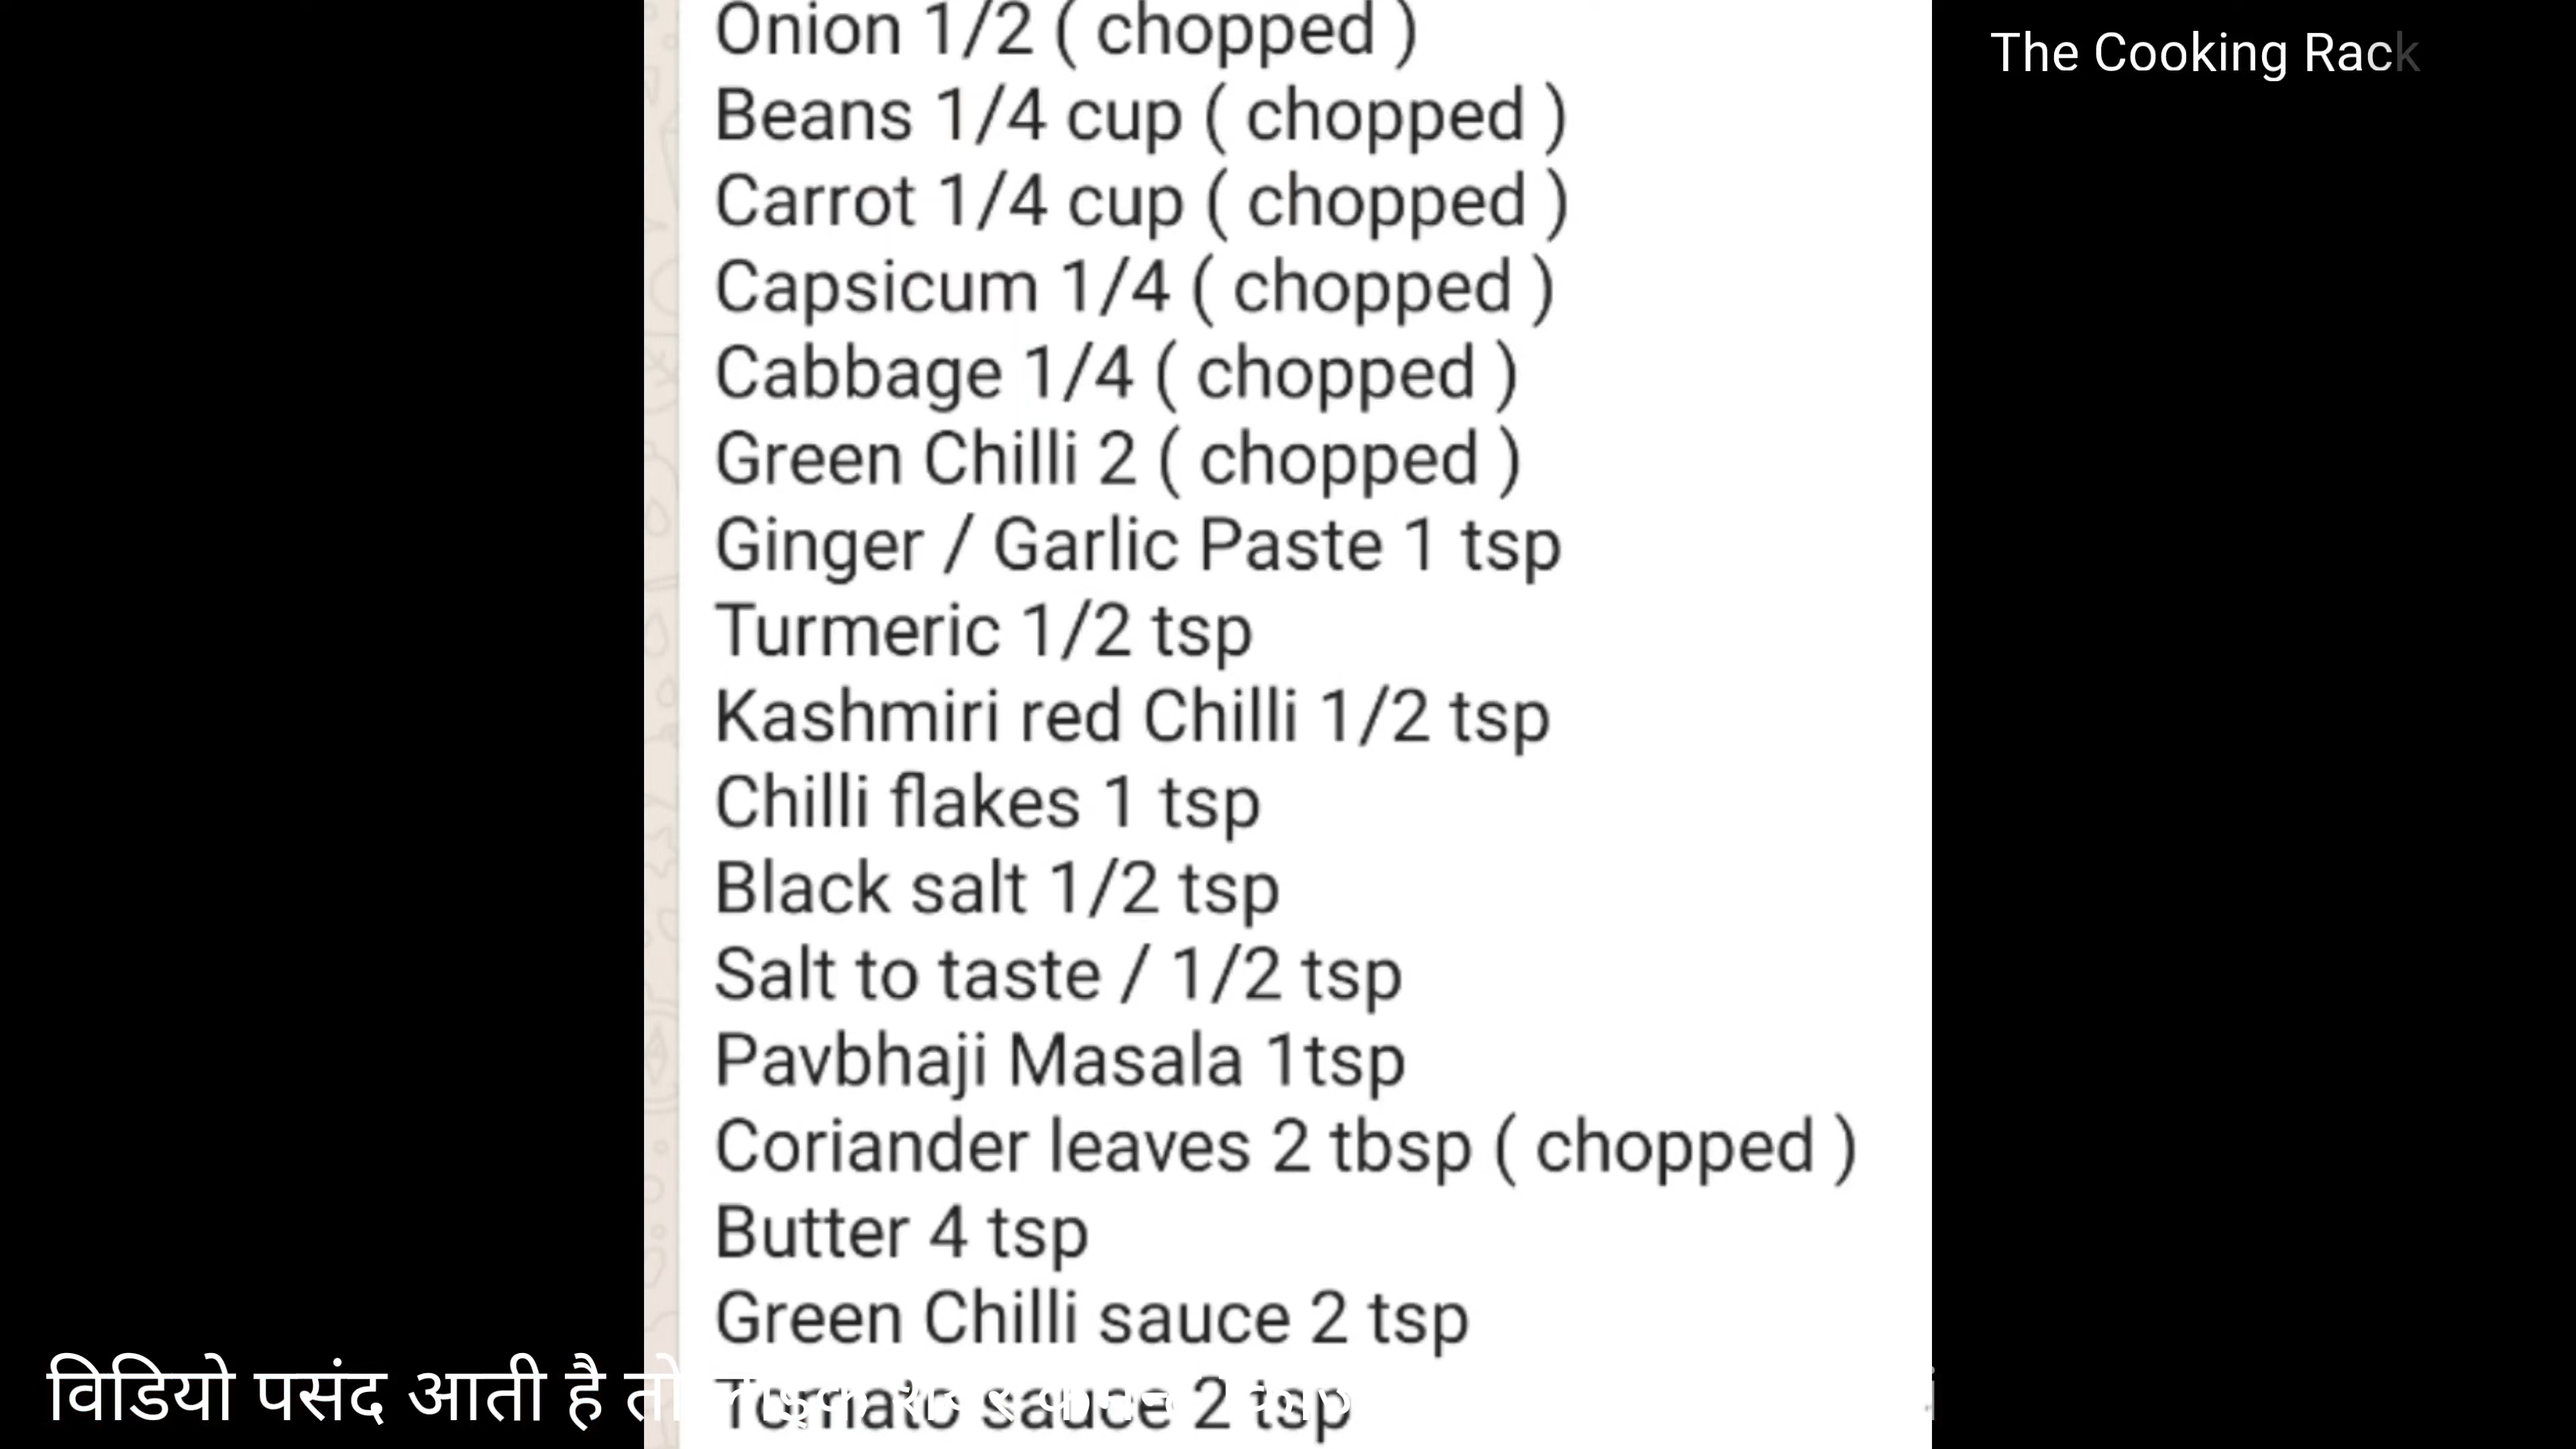 Onion 1/2 ( chopped )
The Cooking Rack
Beans 1/4 cup ( chopped )
Carrot 1/4 cup ( chopped )
Capsicum 1/4 ( chopped )
Cabbage 1/4 ( chopped )
Green Chilli 2 ( chopped )
Ginger / Garlic Paste 1 tsp
Turmeric 1/2 tsp
Kashmiri red Chilli 1/2 tsp
Chilli flakes 1 tsp
Black salt 1/2 tsp
Salt to taste / 1/2 tsp
Pavbhaji Masala 1tsp
Coriander leaves 2 tbsp ( chopped )
Butter 4 tsp
Green Chilli sauce 2 tsp
Tomato sauce 2 tsp
विडियो पसंद आती है तो